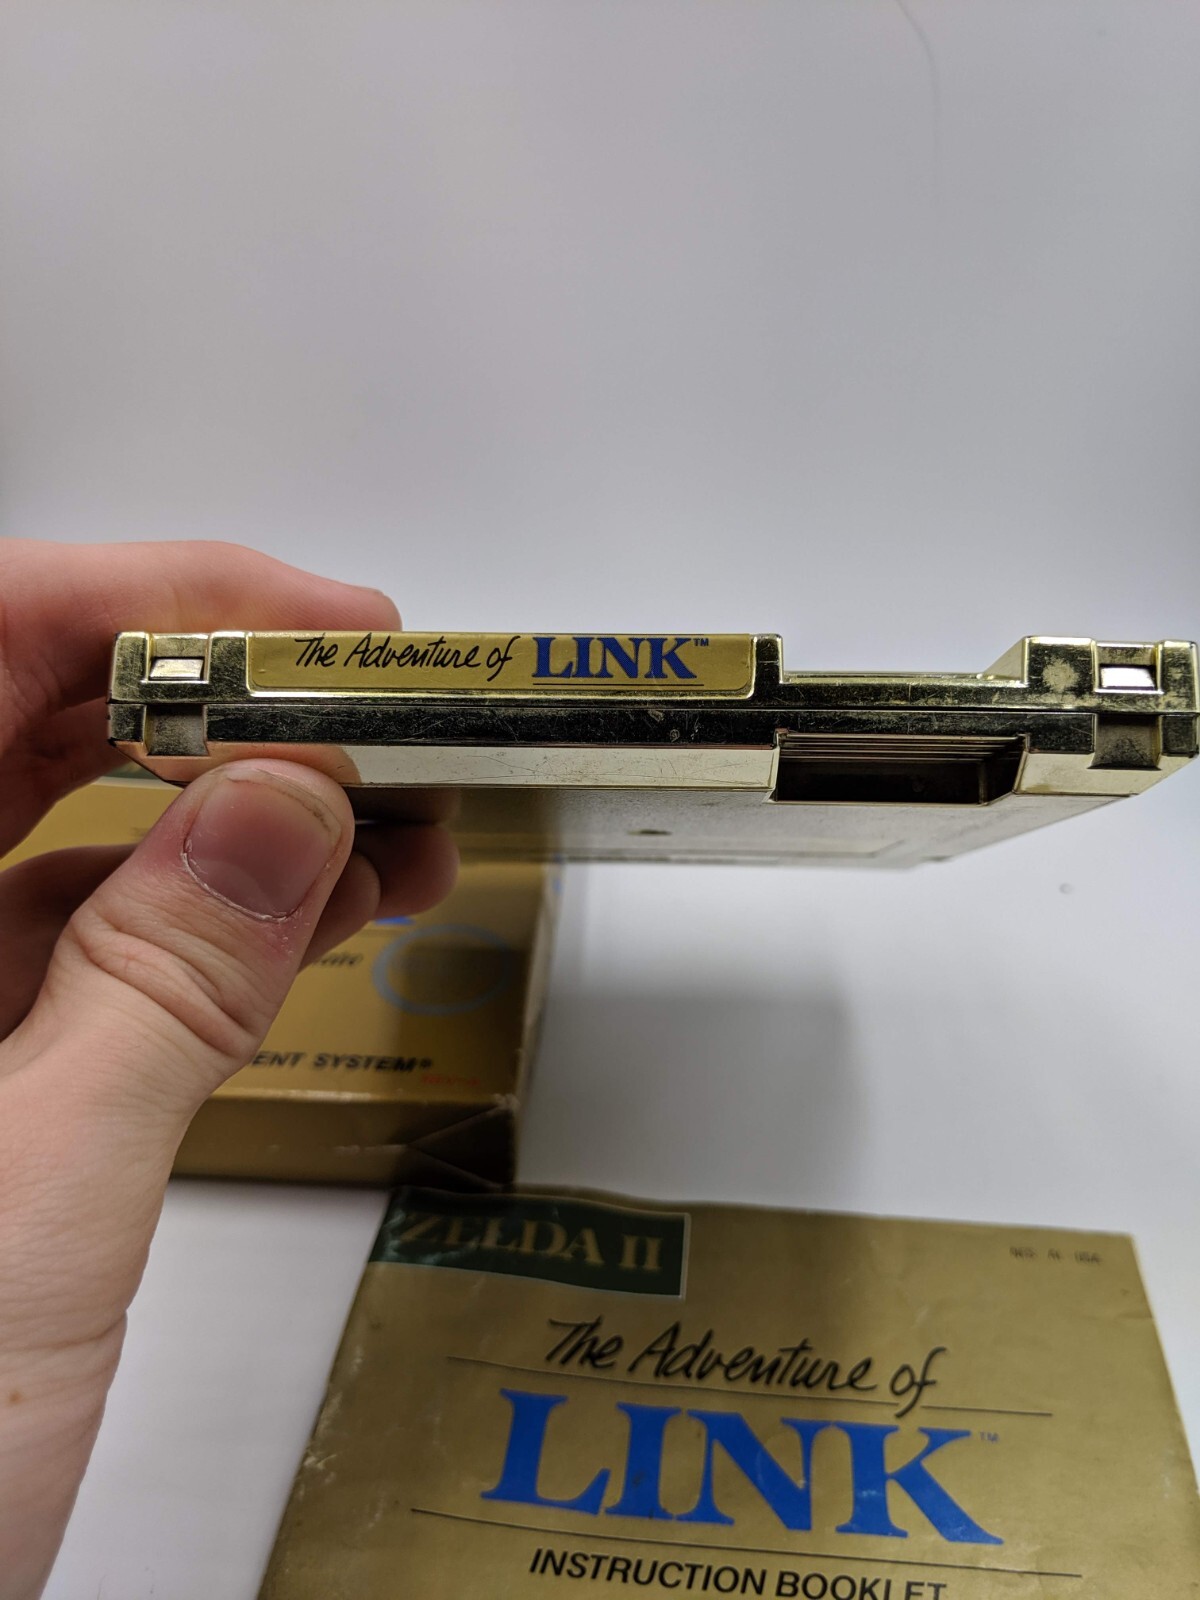 The Adventure of LINK™
ENT SYSTEM®
ZELDA II
The Adventure of
LINK™
INSTRUCTION BOOKLET